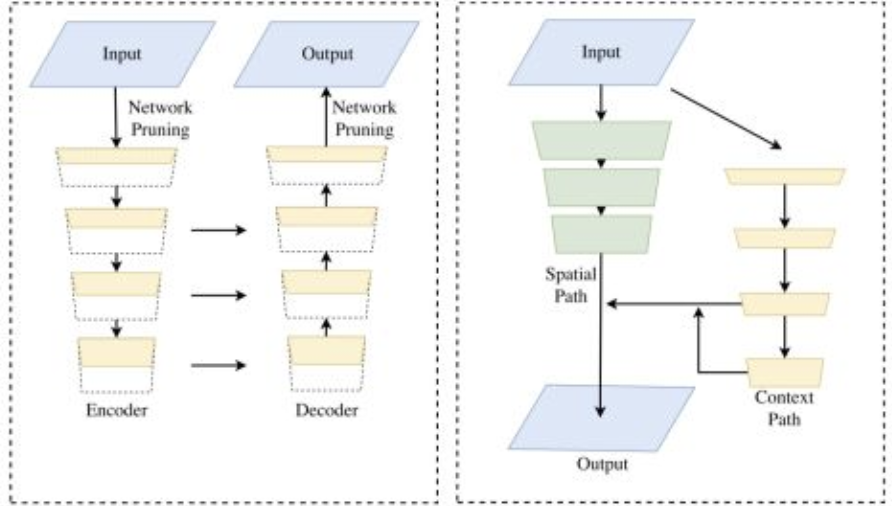 Input
Output
Network
Pruning
Network
Pruning
Encoder
Decoder
Input
Spatial
Path
Context
Path
Output